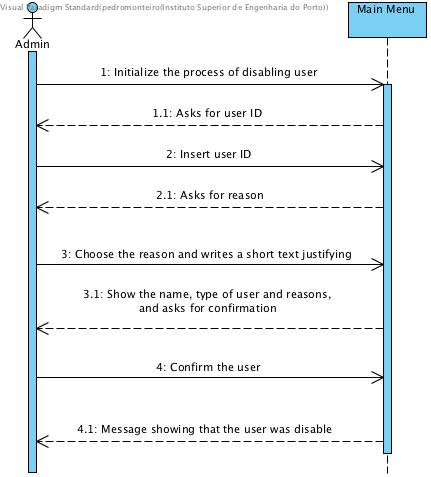 Visual Paradigm Standard(pedromonteiro(Instituto Superior de Engenharia do Porto))
Main Menu
Admin
1: Initialize the process of disabling user
1.1: Asks for user ID
2: Insert user ID
2.1: Asks for reason
3: Choose the reason and writes a short text justifying
3.1: Show the name, type of user and reasons,
and asks for confirmation
4: Confirm the user
4.1: Message showing that the user was disable